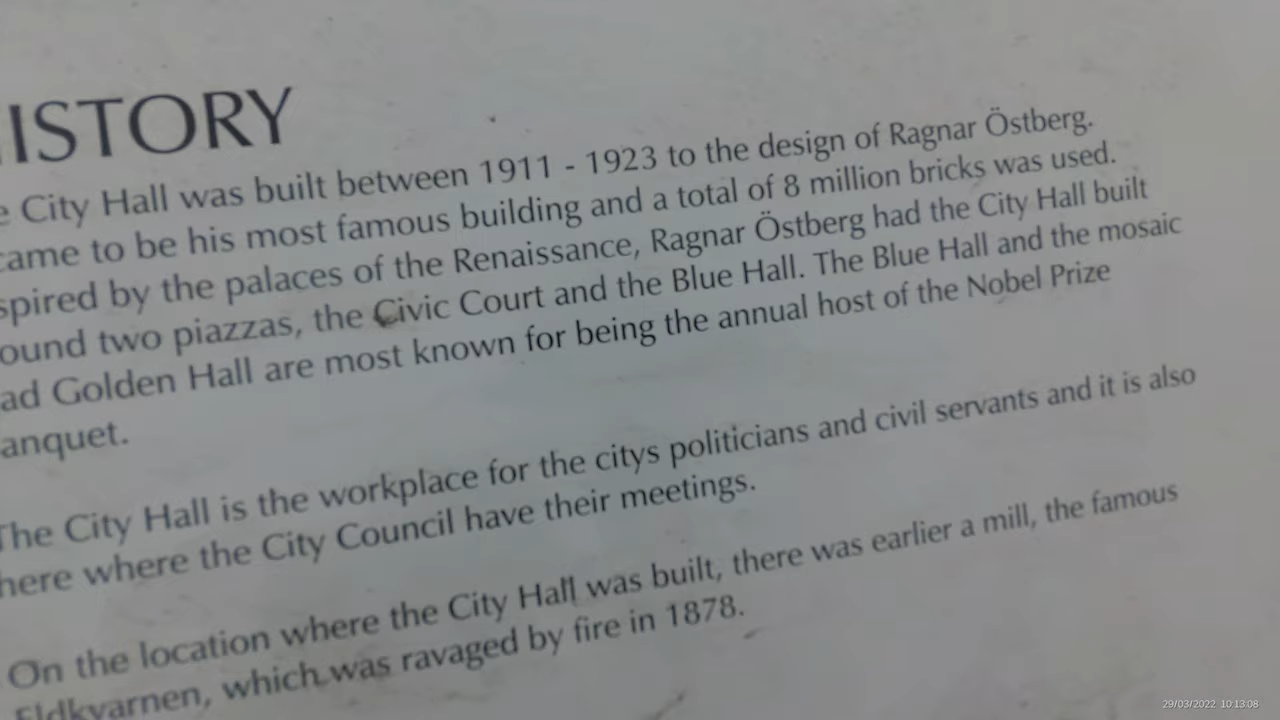 ISTORY
e City Hall was built between 1911 - 1923 to the design of Ragnar Östberg.
came to be his most famous building and a total of 8 million bricks was used.
spired by the palaces of the Renaissance, Ragnar Östberg had the City Hall built
ound two piazzas, the Civic Court and the Blue Hall. The Blue Hall and the mosaic
ad Golden Hall are most known for being the annual host of the Nobel Prize
anquet.
The City Hall is the workplace for the citys politicians and civil servants and it is also
here where the City Council have their meetings.
On the location where the City Hall was built, there was earlier a mill, the famous
Eldkvarnen, which was ravaged by fire in 1878.
29/03/2022 10:13:08